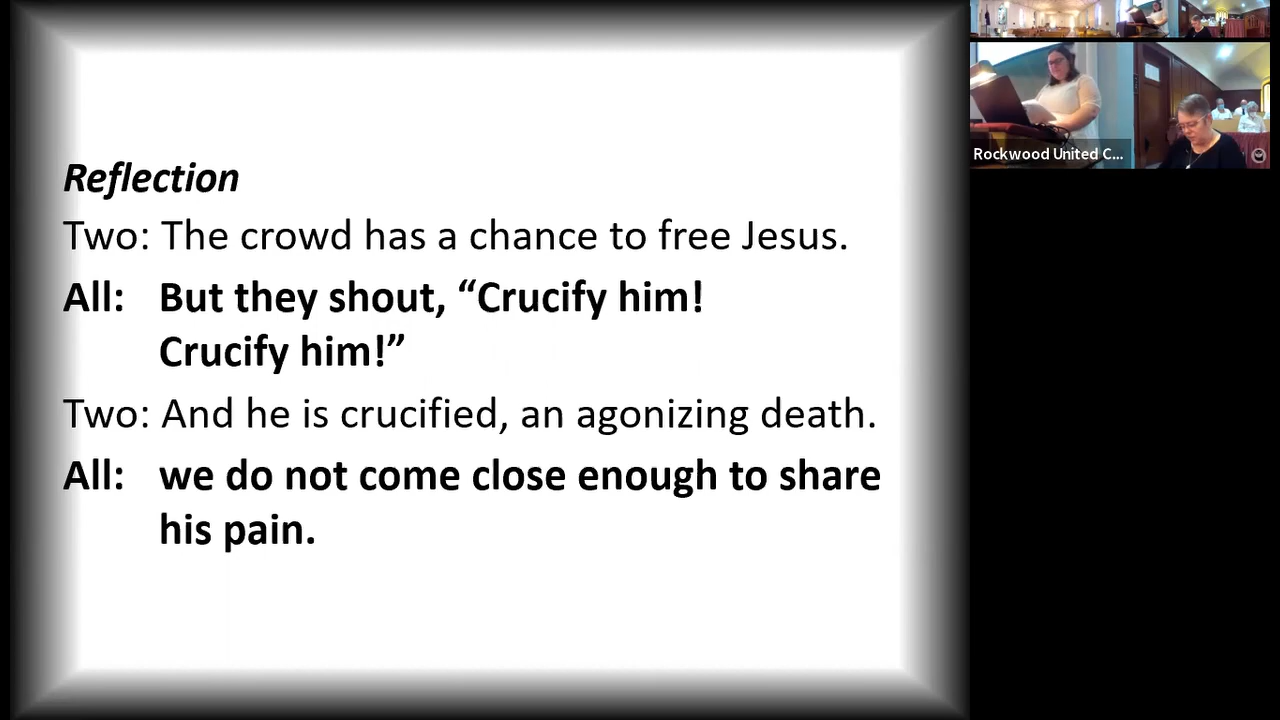 Reflection
Two: The crowd has a chance to free Jesus.
All: But they shout, “Crucify him!
Crucify him!”
Two: And he is crucified, an agonizing death.
All: we do not come close enough to share
his pain.
Rockwood United C...